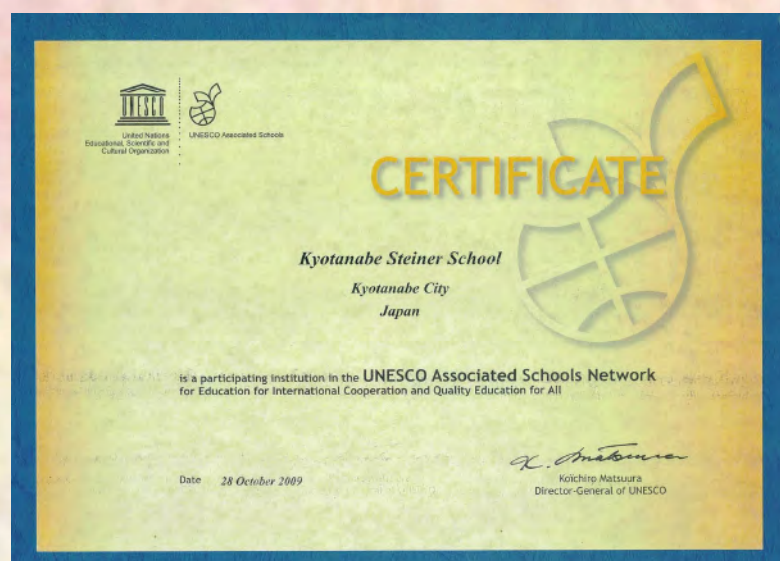 UNESCO
United Nations
Educational, Scientific and
Cultural Organization
UNESCO Associated Schools
CERTIFICATE
Kyotanabe Steiner School
Kyotanabe City
Japan
is a participating institution in the UNESCO Associated Schools Network
for Education for International Cooperation and Quality Education for All
Date 28 October 2009
K. Matsuura
Koïchiro Matsuura
Director-General of UNESCO